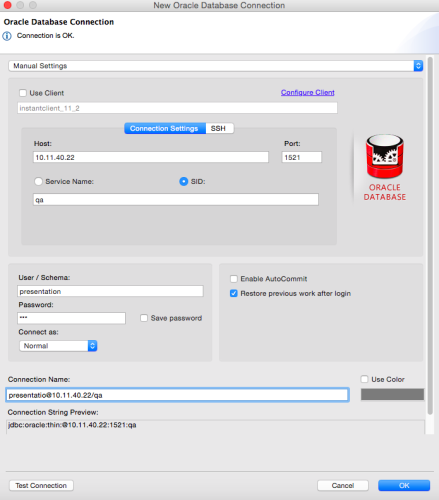 New Oracle Database Connection
Oracle Database Connection
Connection is OK.
Manual Settings
Use Client
Configure Client
instantclient_11_2
Connection Settings SSH
Host: Port:
10.11.40.22 1521
Service Name: SID:
qa
ORACLE
DATABASE
User / Schema:
presentation
Password:
***
Save password
Connect as:
Normal
Enable AutoCommit
Restore previous work after login
Connection Name:
Use Color
presentatio@10.11.40.22/qa
Connection String Preview:
jdbc:oracle:thin:@10.11.40.22:1521:qa
Test Connection Cancel OK